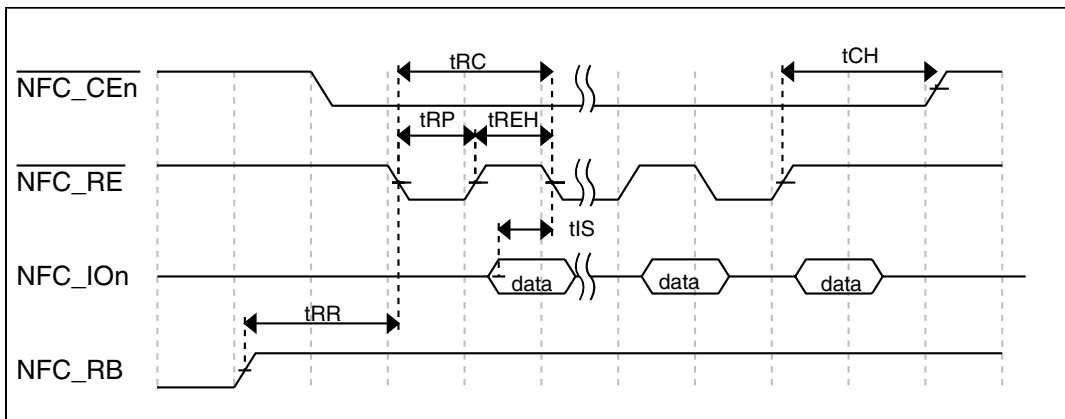 tRC
tCH
NFC_CEn
tRP
tREH
NFC_RE
tIS
NFC_IOn
data
data
data
tRR
NFC_RB